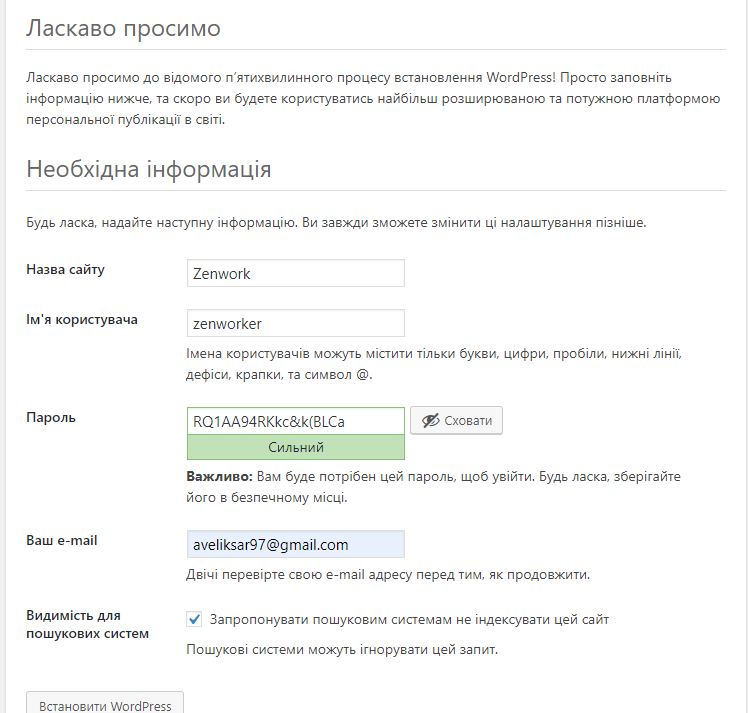 Ласкаво просимо
Ласкаво просимо до відомого п’ятихвилинного процесу встановлення WordPress! Просто заповніть
інформацію нижче, та скоро ви будете користуватись найбільш розширюваною та потужною платформою
персональної публікації в світі.
Необхідна інформація
Будь ласка, надайте наступну інформацію. Ви завжди зможете змінити ці налаштування пізніше.
Назва сайту
Zenwork
Ім'я користувача
zenworker
Імена користувачів можуть містити тільки букви, цифри, пробіли, нижні лінії,
дефіси, крапки, та символ @.
Пароль
RQ1AA94RKkc&k(BLCa
Сховати
Сильний
Важливо: Вам буде потрібен цей пароль, щоб увійти. Будь ласка, зберігайте
його в безпечному місці.
Ваш e-mail
aveliksar97@gmail.com
Двічі перевірте свою e-mail адресу перед тим, як продовжити.
Видимість для
пошукових систем
Запропонувати пошуковим системам не індексувати цей сайт
Пошукові системи можуть ігнорувати цей запит.
Встановити WordPress